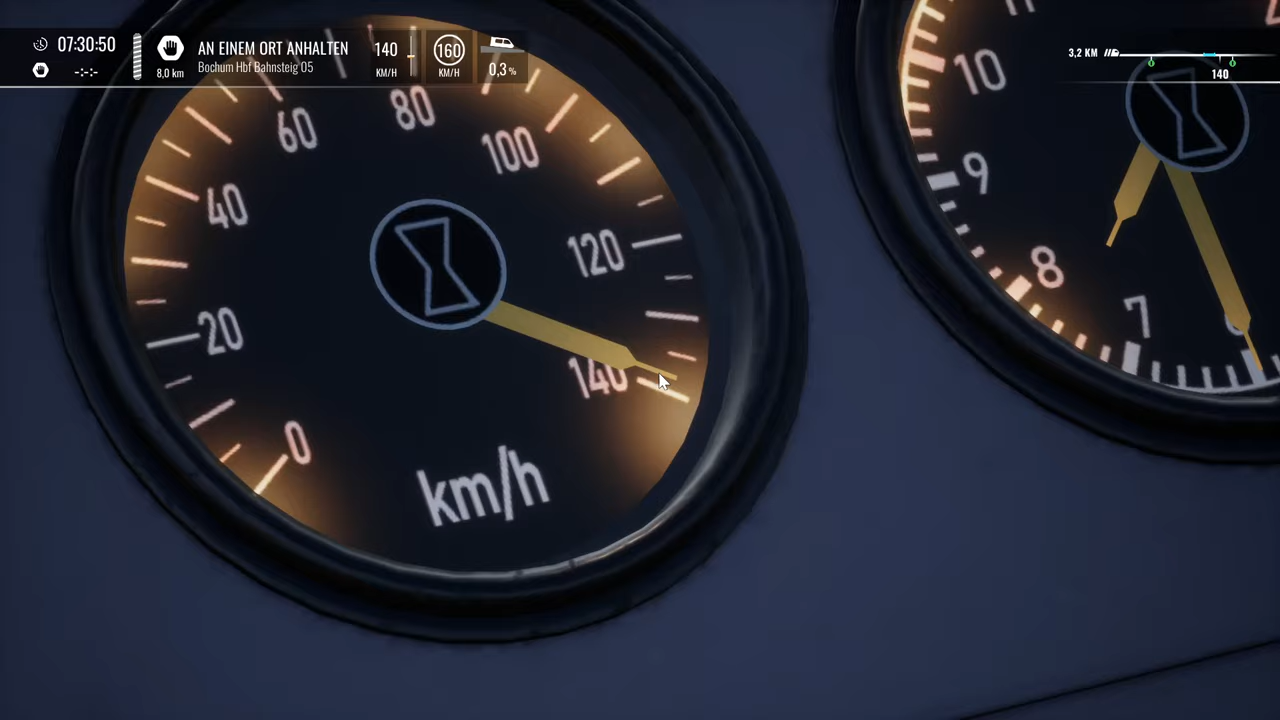 07:30:50
-:-:-
8,0 km
AN EINEM ORT ANHALTEN
Bochum Hbf Bahnsteig 05
140
KM/H
160
KM/H
0,3 %
3,2 KM
140
0
20
40
60
80
100
120
140
km/h
10
9
8
7